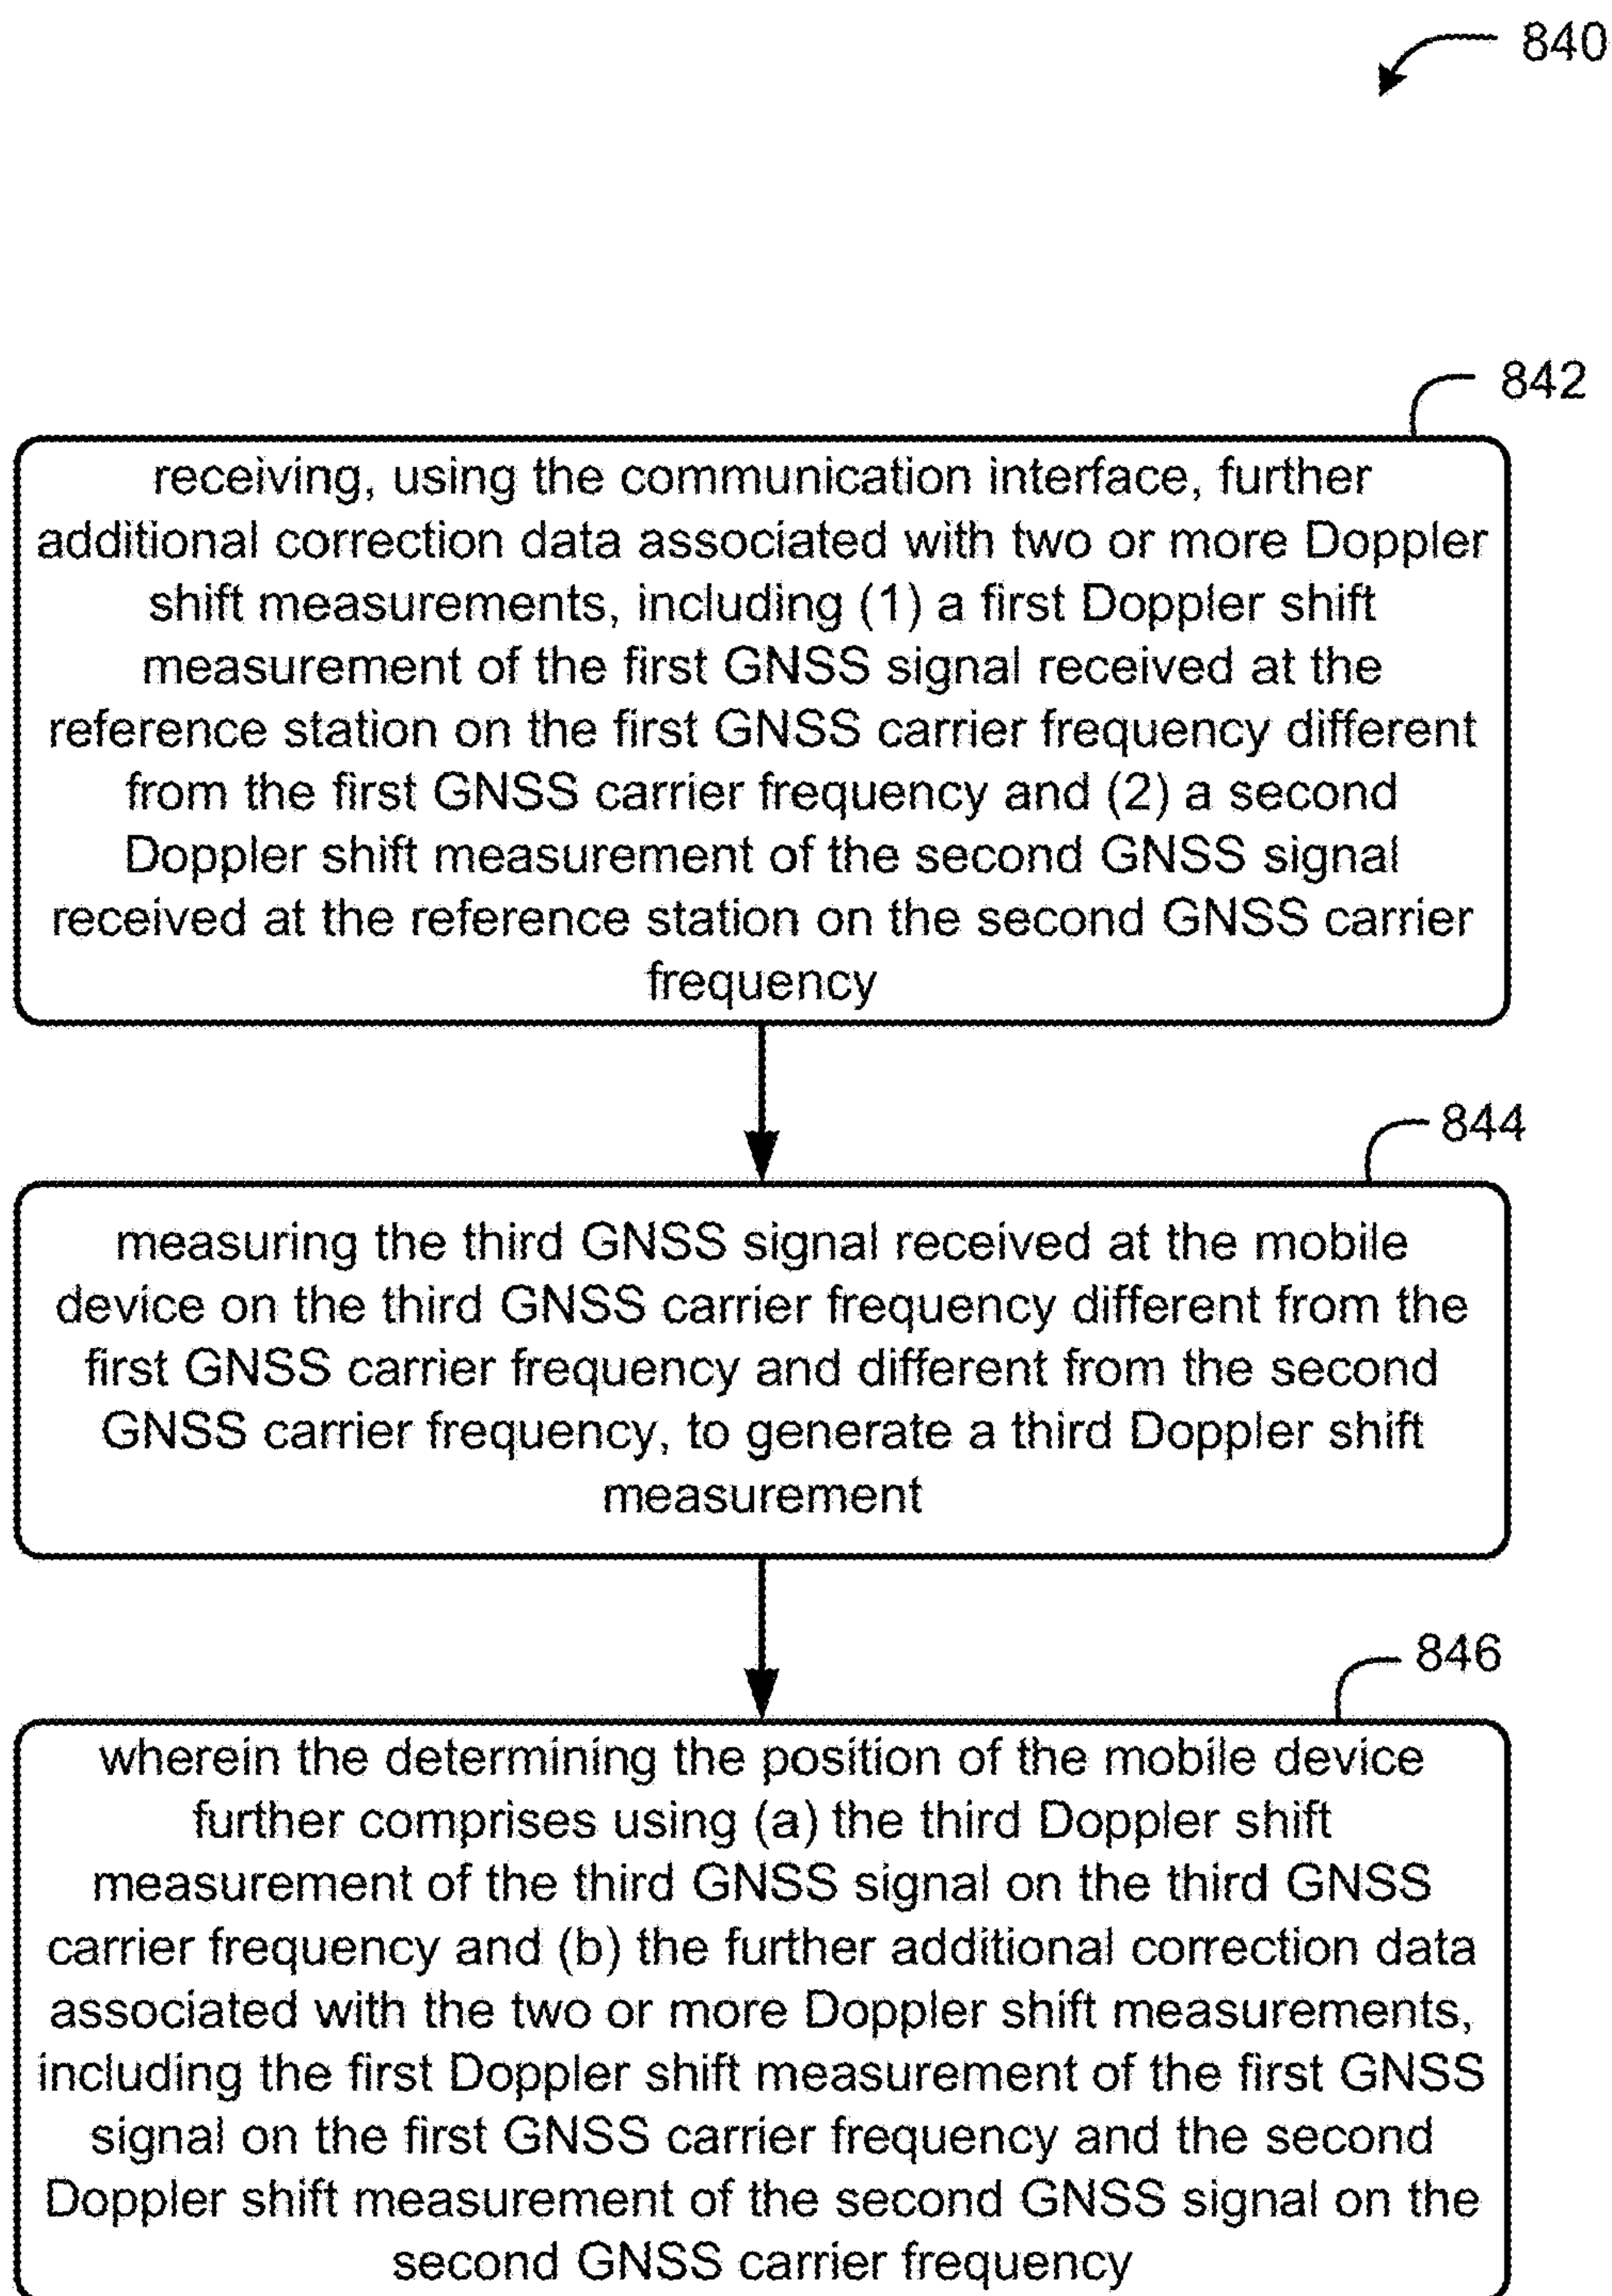 840
842
receiving, using the communication interface, further
additional correction data associated with two or more Doppler
shift measurements, including (1) a first Doppler shift
measurement of the first GNSS signal received at the
reference station on the first GNSS carrier frequency different
from the first GNSS carrier frequency and (2) a second
Doppler shift measurement of the second GNSS signal
received at the reference station on the second GNSS carrier
frequency
844
measuring the third GNSS signal received at the mobile
device on the third GNSS carrier frequency different from the
first GNSS carrier frequency and different from the second
GNSS carrier frequency, to generate a third Doppler shift
measurement
846
wherein the determining the position of the mobile device
further comprises using (a) the third Doppler shift
measurement of the third GNSS signal on the third GNSS
carrier frequency and (b) the further additional correction data
associated with the two or more Doppler shift measurements,
including the first Doppler shift measurement of the first GNSS
signal on the first GNSS carrier frequency and the second
Doppler shift measurement of the second GNSS signal on the
second GNSS carrier frequency